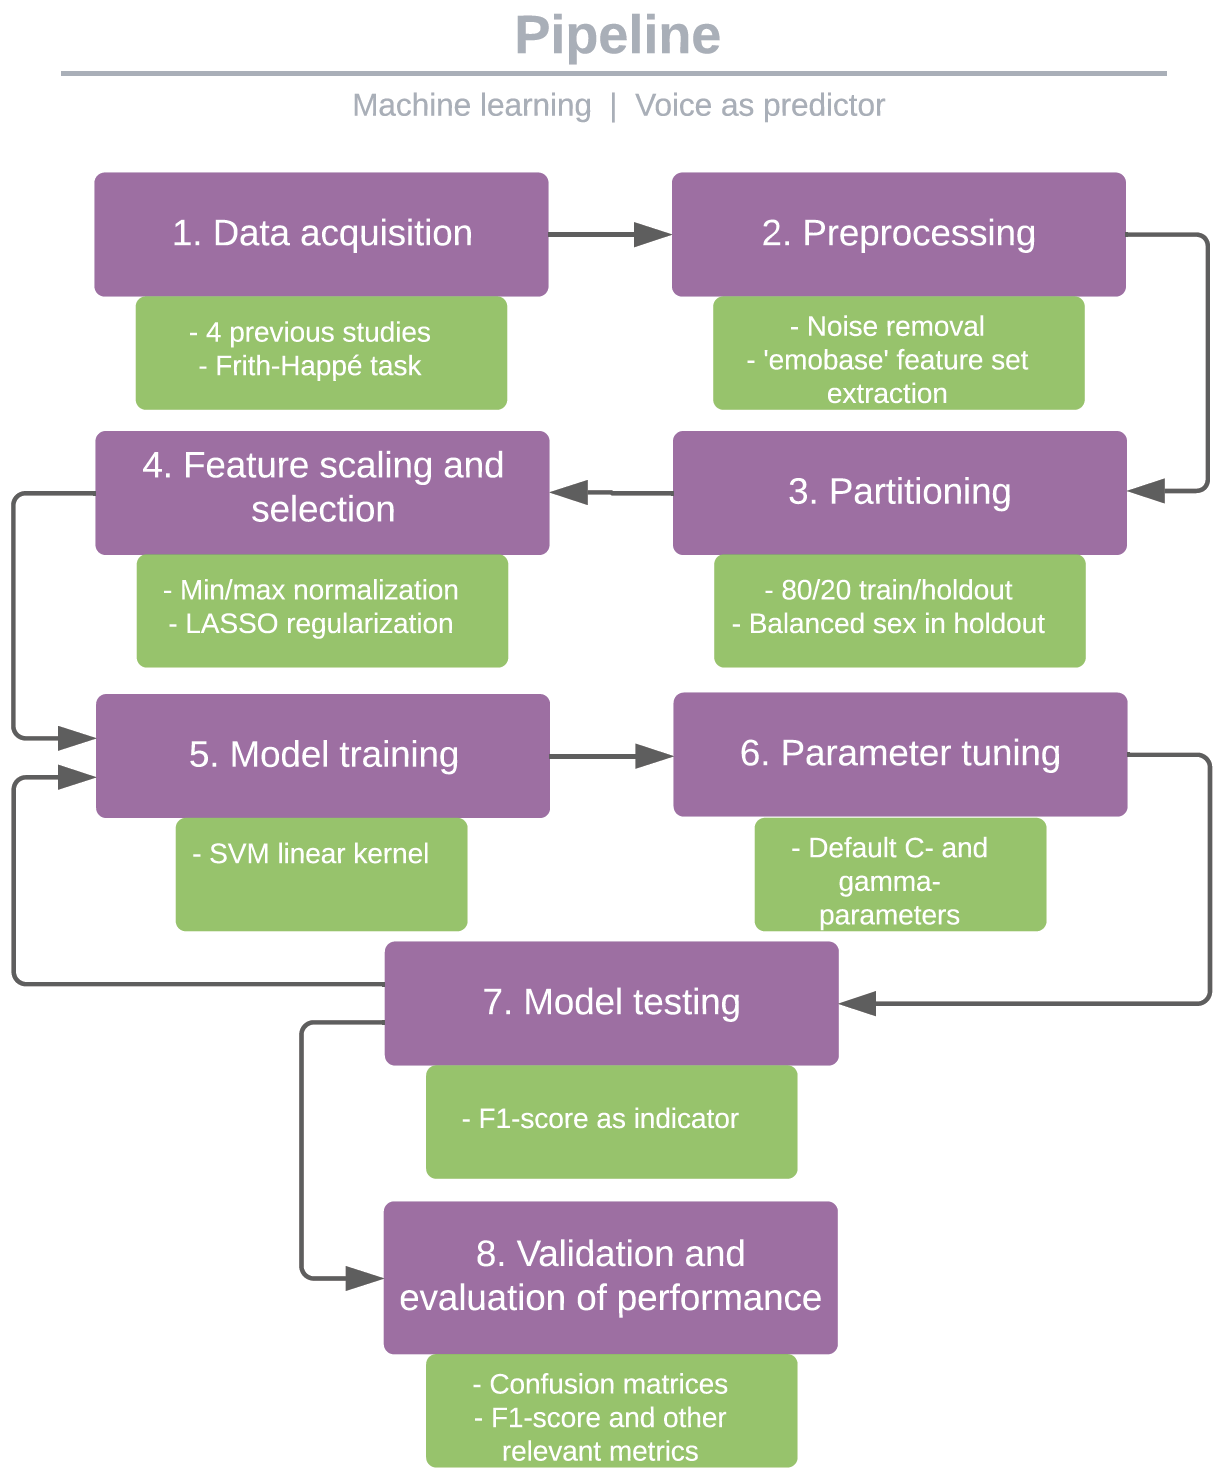 Pipeline
Machine learning | Voice as predictor
1. Data acquisition
- 4 previous studies
- Frith-Happé task
2. Preprocessing
- Noise removal
- 'emobase' feature set
extraction
3. Partitioning
- 80/20 train/holdout
- Balanced sex in holdout
4. Feature scaling and
selection
- Min/max normalization
- LASSO regularization
5. Model training
- SVM linear kernel
6. Parameter tuning
- Default C- and
gamma-
parameters
7. Model testing
- F1-score as indicator
8. Validation and
evaluation of performance
- Confusion matrices
- F1-score and other
relevant metrics